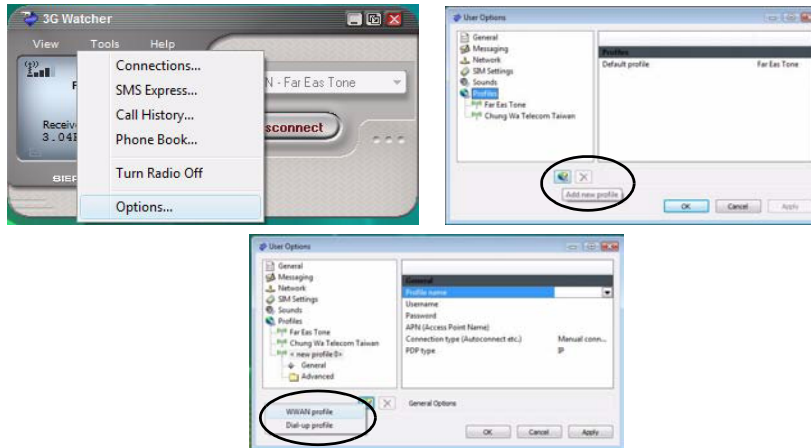 3G Watcher
View Tools Help
Connections...
SMS Express...
Call History...
Phone Book...
Turn Radio Off
Options...
N - Far Eas Tone
sconnect
Receiv
3.04
SIER
User Options
General
Messaging
Network
SIM Settings
Sounds
Profiles
Far Eas Tone
Chung Wa Telecom Taiwan
Profiles
Default profile Far Eas Tone
Add new profile
OK Cancel Apply
User Options
General
Messaging
Network
SIM Settings
Sounds
Profiles
Far Eas Tone
Chung Wa Telecom Taiwan
< new profile 0>
General
Advanced
General
Profile name
Username
Password
APN (Access Point Name)
Connection type (Autoconnect etc.) Manual conn...
PDP type IP
WWAN profile
Dial-up profile
General Options
OK Cancel Apply